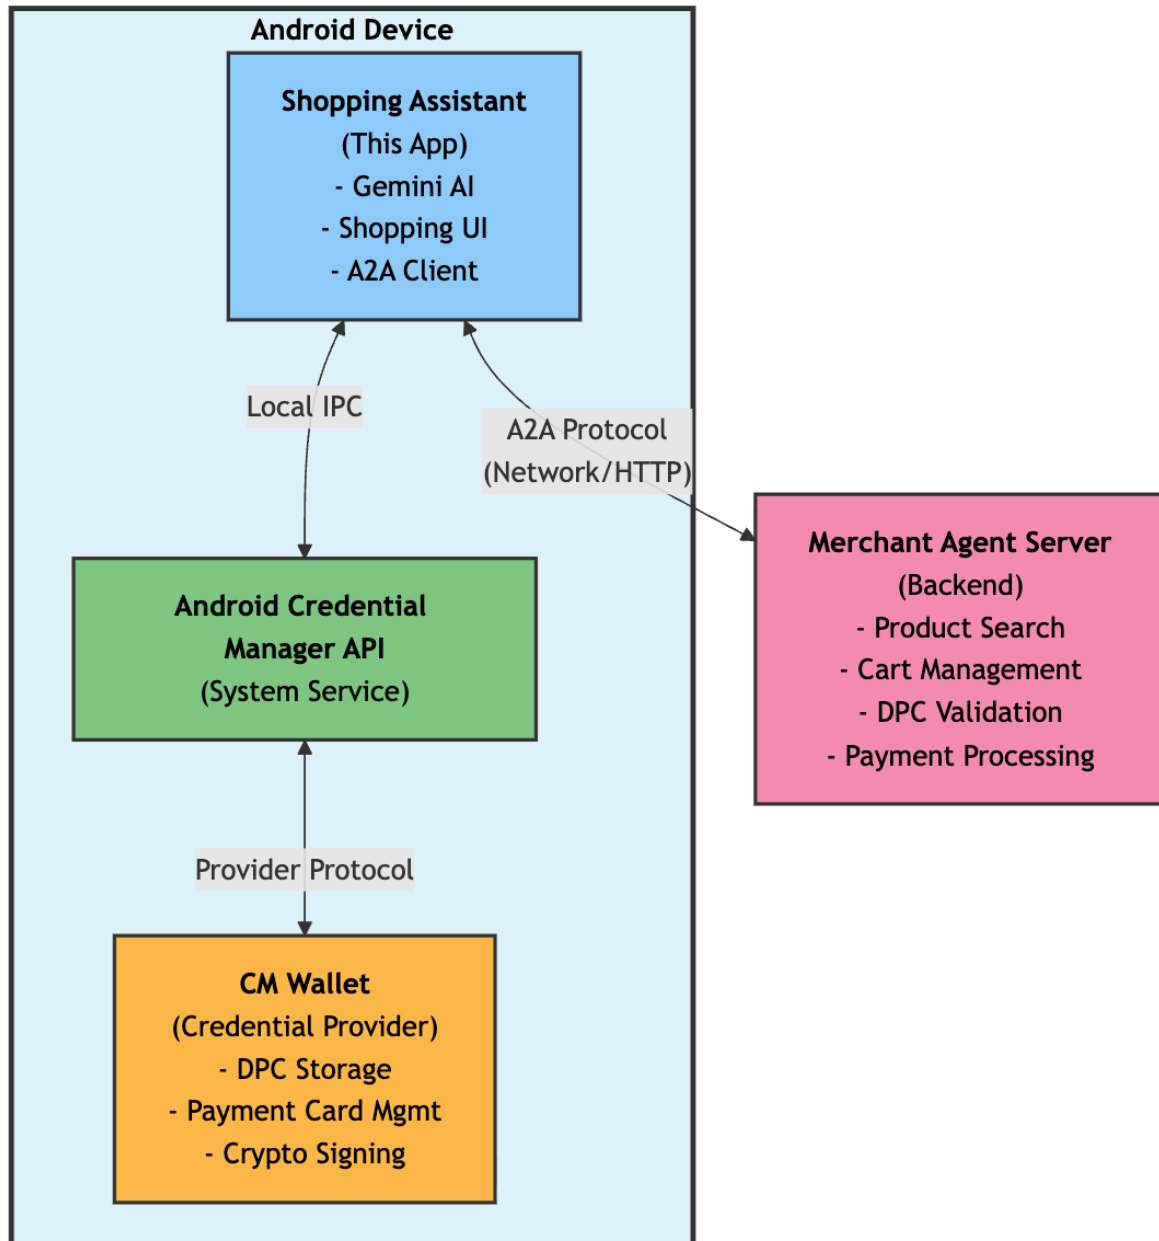 Android Device
Shopping Assistant
(This App)
- Gemini AI
- Shopping UI
- A2A Client
Local IPC
A2A Protocol
(Network/HTTP)
Merchant Agent Server
(Backend)
- Product Search
- Cart Management
- DPC Validation
- Payment Processing
Android Credential
Manager API
(System Service)
Provider Protocol
CM Wallet
(Credential Provider)
- DPC Storage
- Payment Card Mgmt
- Crypto Signing